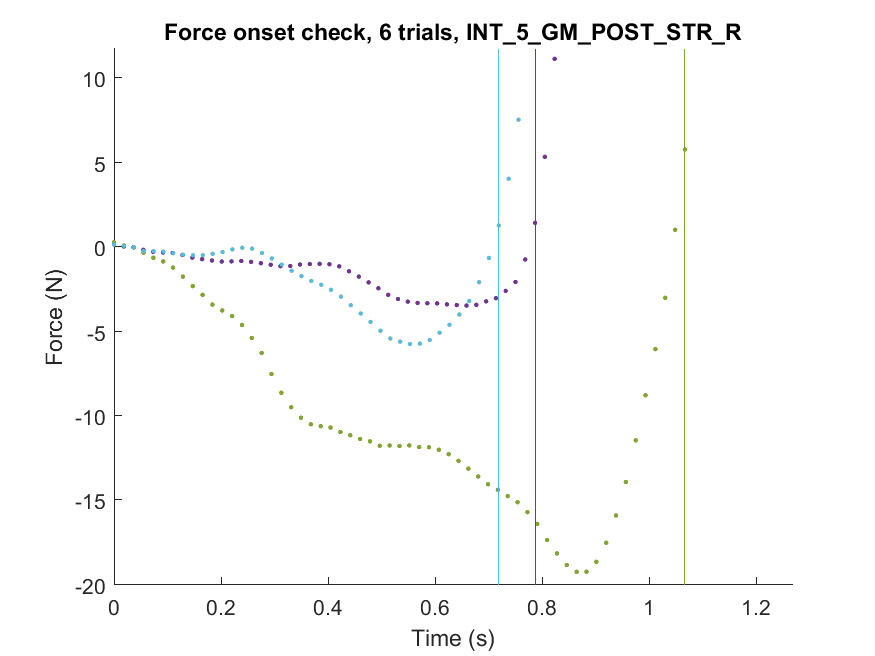 Force onset check, 6 trials, INT_5_GM_POST_STR_R
10
5
0
-5
-10
-15
-20
Force (N)
0 0.2 0.4 0.6 0.8 1 1.2
Time (s)